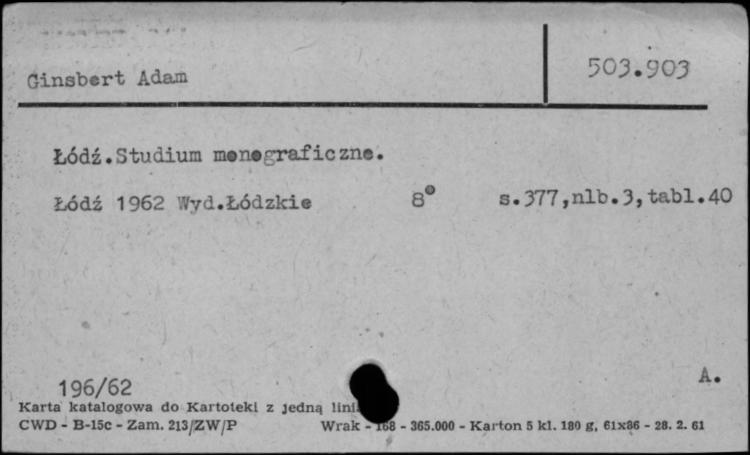 Ginsbert Adam
503.903
Łódź.Studium monograficzne.
Łódź 1962 Wyd.Łódzkie 8° s.377,nlb.3,tabl.40
A.
196/62
Karta katalogowa do Kartoteki z jedną
CWD - B-15c - Zam. 213/ZW/P Wrak - 168 - 365.000 - Karton 5 kl. 180 g, 61x86 - 28. 2. 61